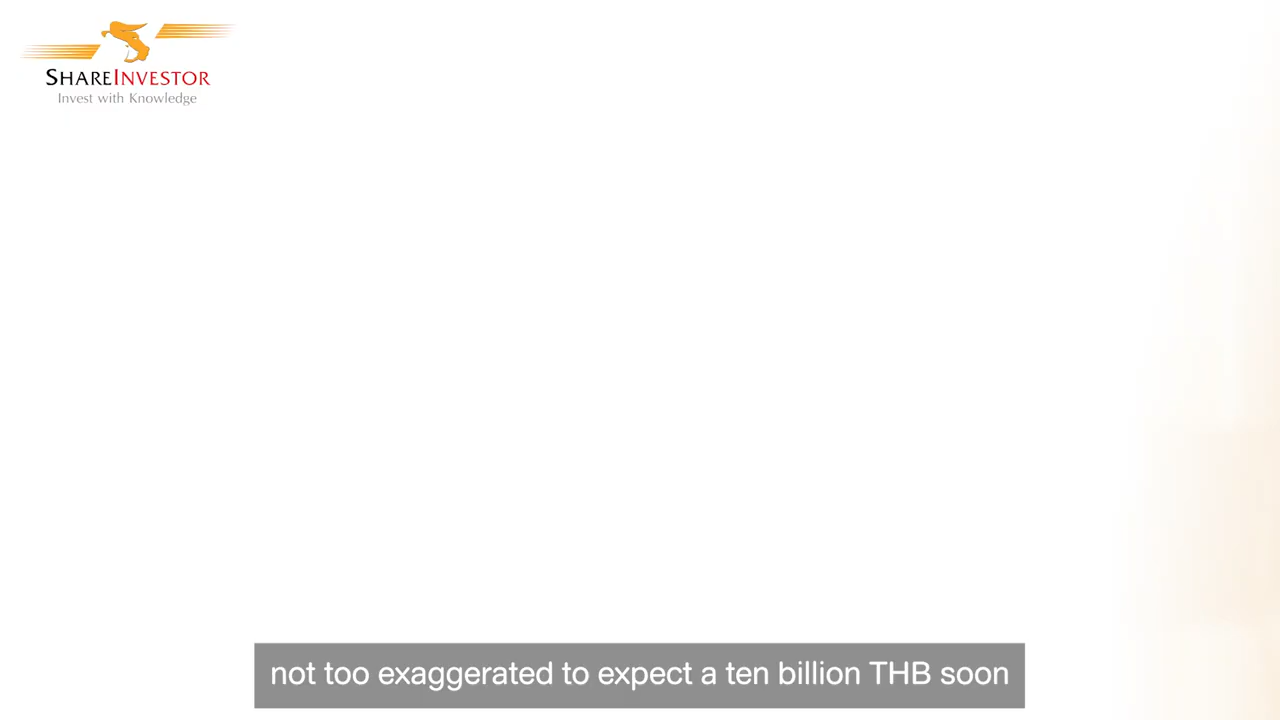 SHAREINVESTOR
Invest with Knowledge
not too exaggerated to expect a ten billion THB soon